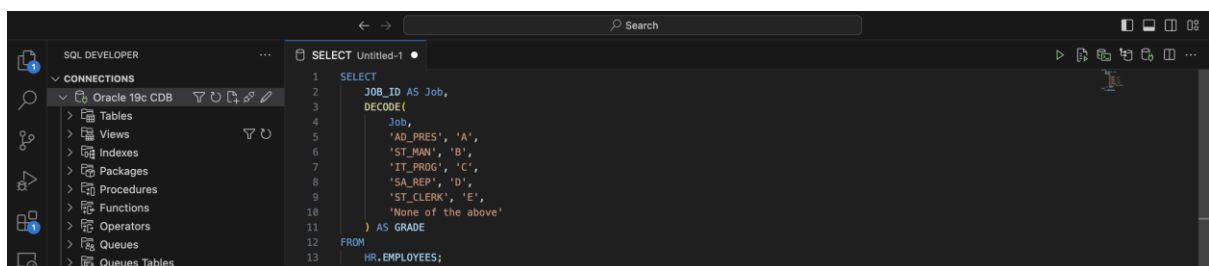 Search
SQL DEVELOPER
CONNECTIONS
Oracle 19c CDB
Tables
Views
Indexes
Packages
Procedures
Functions
Operators
Queues
Queues Tables
1
1
SELECT Untitled-1
1 SELECT
2 JOB_ID AS Job,
3 DECODE(
4 Job,
5 'AD_PRES', 'A',
6 'ST_MAN', 'B',
7 'IT_PROG', 'C',
8 'SA_REP', 'D',
9 'ST_CLERK', 'E',
10 'None of the above'
11 ) AS GRADE
12 FROM
13 HR.EMPLOYEES;